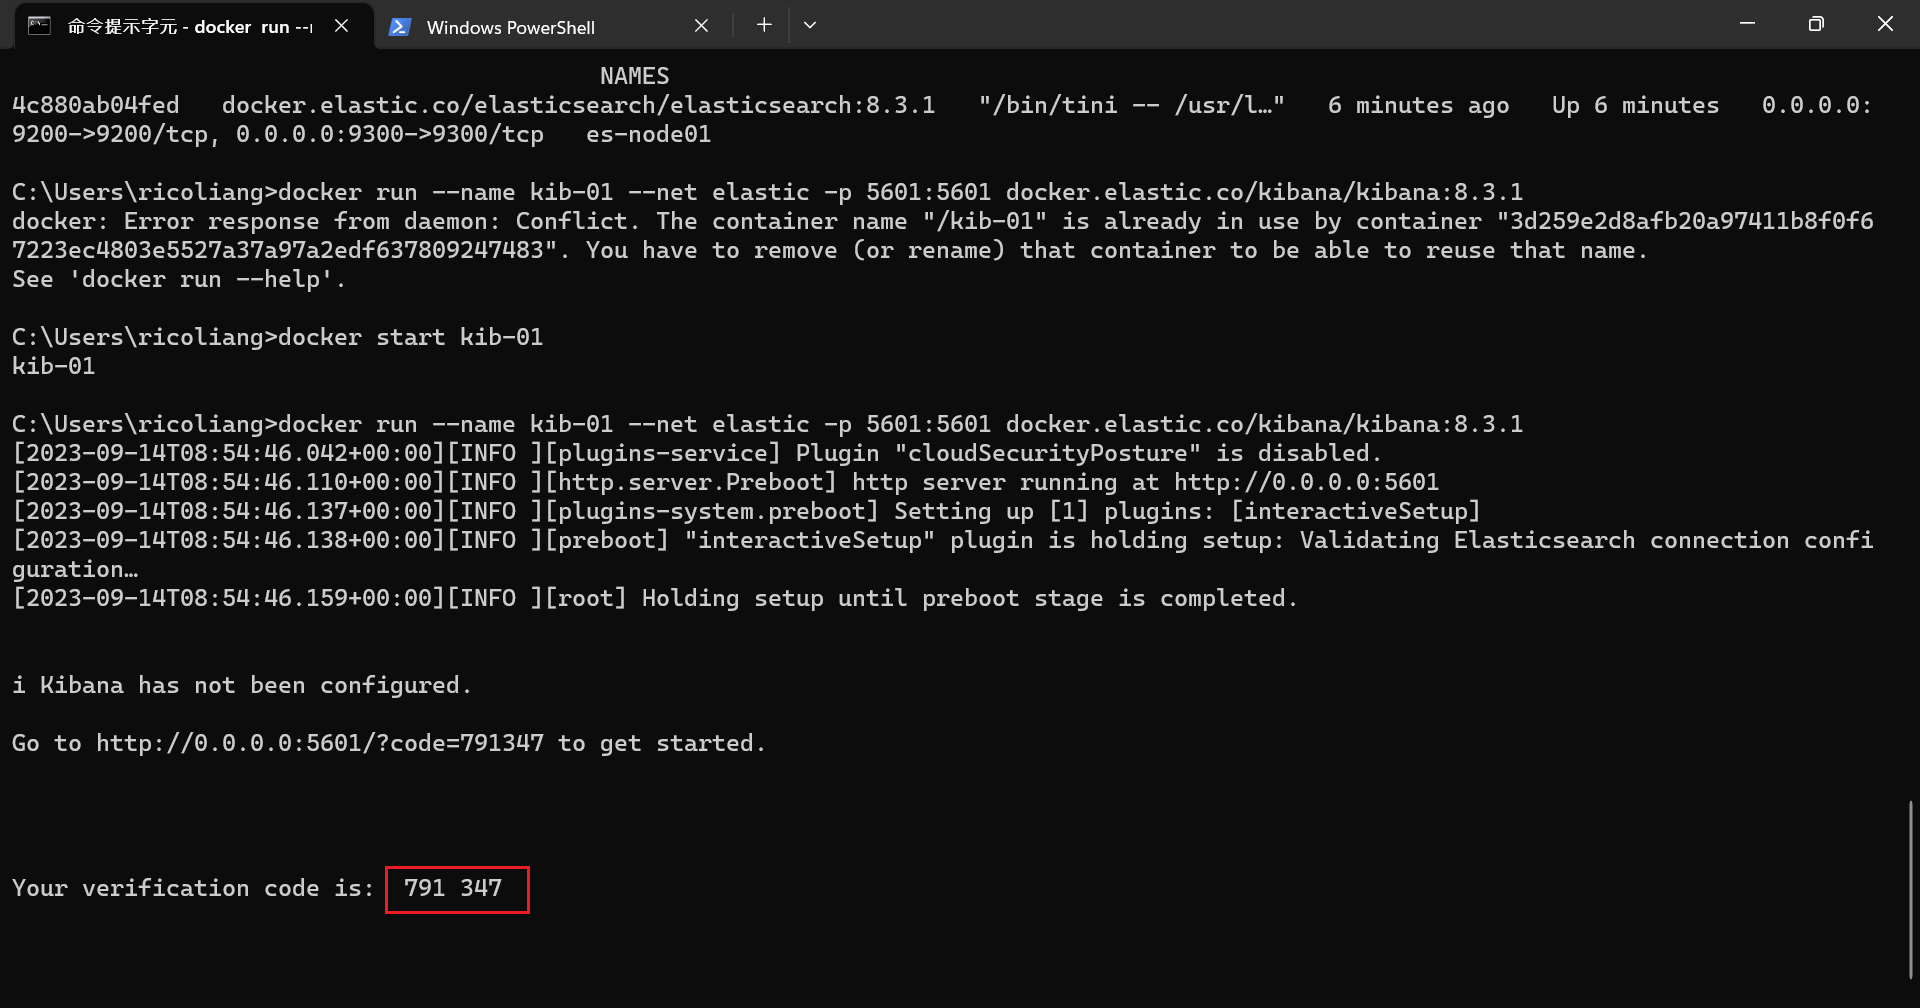 命令提示字元 - docker  run --r
Windows PowerShell
NAMES
4c880ab04fed   docker.elastic.co/elasticsearch/elasticsearch:8.3.1   "/bin/tini -- /usr/l…"   6 minutes ago   Up 6 minutes   0.0.0.0:
9200->9200/tcp, 0.0.0.0:9300->9300/tcp   es-node01
C:\Users\ricoliang>docker run --name kib-01 --net elastic -p 5601:5601 docker.elastic.co/kibana/kibana:8.3.1
docker: Error response from daemon: Conflict. The container name "/kib-01" is already in use by container "3d259e2d8afb20a97411b8f0f6
7223ec4803e5527a37a97a2edf637809247483". You have to remove (or rename) that container to be able to reuse that name.
See 'docker run --help'.
C:\Users\ricoliang>docker start kib-01
kib-01
C:\Users\ricoliang>docker run --name kib-01 --net elastic -p 5601:5601 docker.elastic.co/kibana/kibana:8.3.1
[2023-09-14T08:54:46.042+00:00][INFO ][plugins-service] Plugin "cloudSecurityPosture" is disabled.
[2023-09-14T08:54:46.110+00:00][INFO ][http.server.Preboot] http server running at http://0.0.0.0:5601
[2023-09-14T08:54:46.137+00:00][INFO ][plugins-system.preboot] Setting up [1] plugins: [interactiveSetup]
[2023-09-14T08:54:46.138+00:00][INFO ][preboot] "interactiveSetup" plugin is holding setup: Validating Elasticsearch connection confi
guration…
[2023-09-14T08:54:46.159+00:00][INFO ][root] Holding setup until preboot stage is completed.
i Kibana has not been configured.
Go to http://0.0.0.0:5601/?code=791347 to get started.
Your verification code is:  791 347